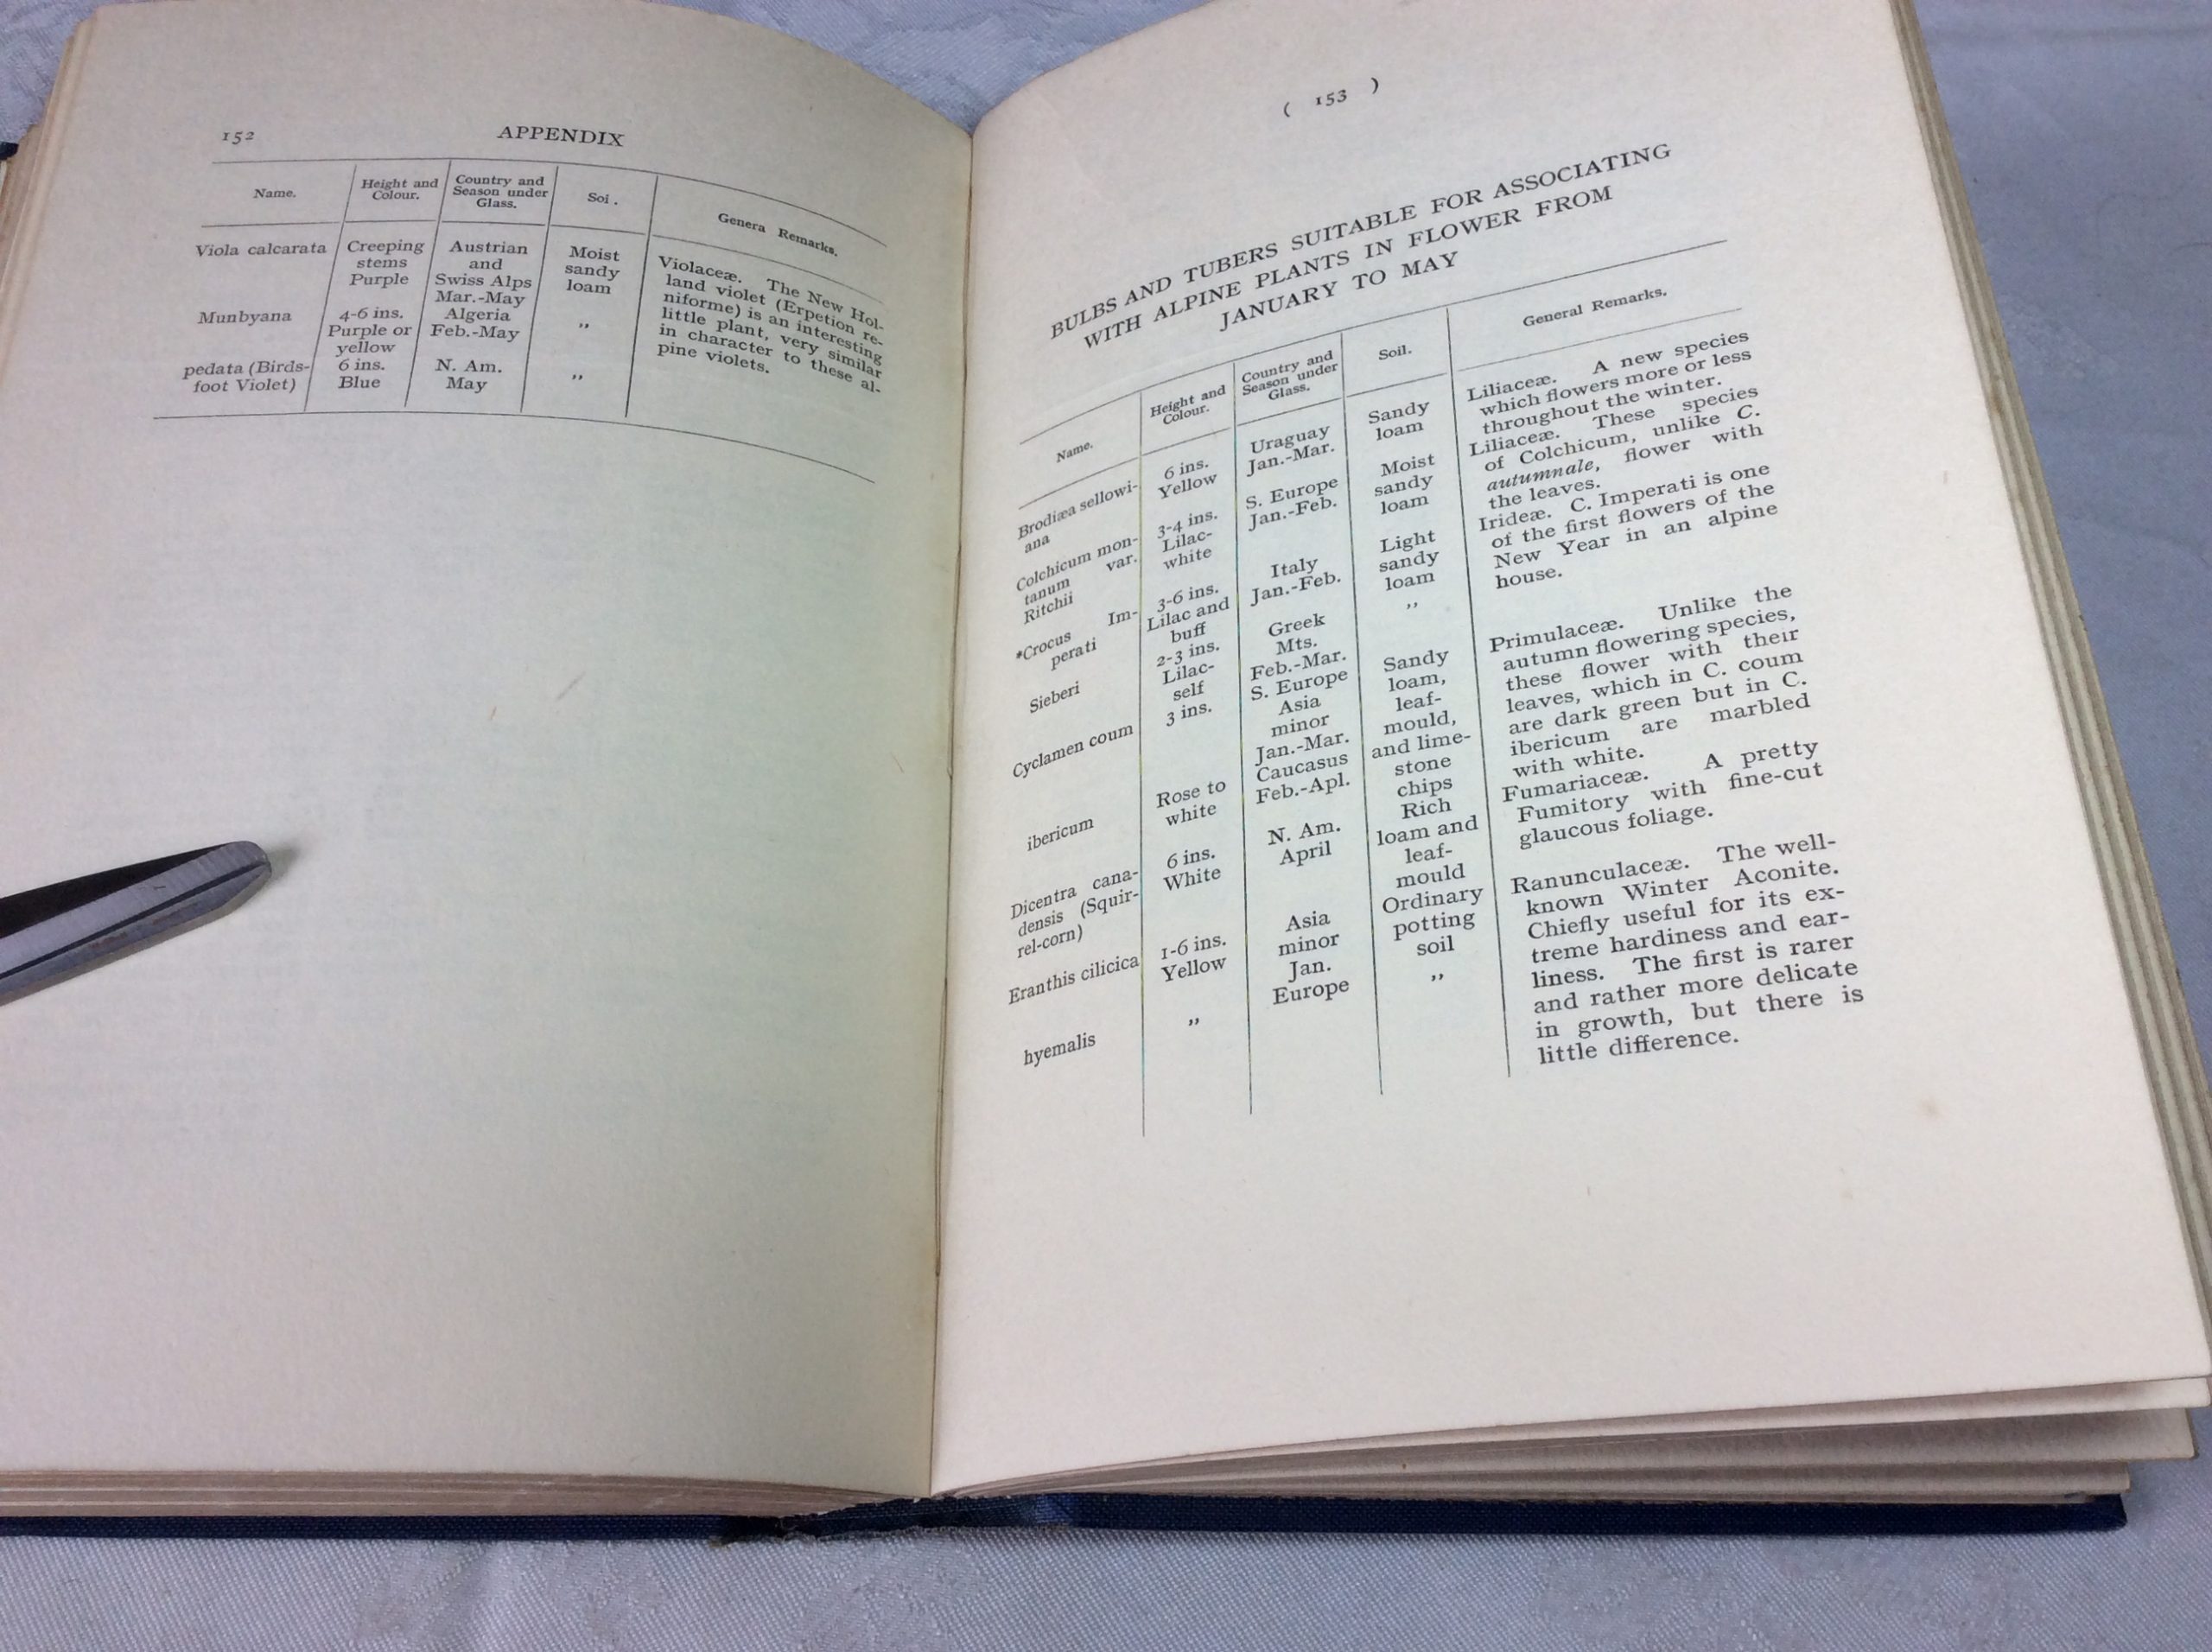 152
APPENDIX
Name. Height and Colour. Country and Season under Glass. Soi . Genera Remarks.
Viola calcarata
Creeping
stems
Purple
Austrian
and
Swiss Alps
Mar.-May
Moist
sandy
loam
Munbyana
4-6 ins.
Purple or
yellow
Algeria
Feb.-May
,,
pedata (Birds-
foot Violet)
6 ins.
Blue
N. Am.
May
,,
Violaceæ. The New Hol-
land violet (Erpetion re-
niforme) is an interesting
little plant, very similar
in character to these al-
pine violets.
( 153 )
BULBS AND TUBERS SUITABLE FOR ASSOCIATING
WITH ALPINE PLANTS IN FLOWER FROM
JANUARY TO MAY
Name. Height and Colour. Country and Season under Glass. Soil. General Remarks.
Brodiæa sellowi-
ana
6 ins.
Yellow
Uraguay
Jan.-Mar.
Sandy
loam
Liliaceæ. A new species
which flowers more or less
throughout the winter.
Colchicum mon-
tanum var.
Ritchii
3-4 ins.
Lilac-
white
S. Europe
Jan.-Feb.
Moist
sandy
loam
Liliaceæ. These species
of Colchicum, unlike C.
autumnale, flower with
the leaves.
*Crocus Im-
perati
3-6 ins.
Lilac and
buff
Italy
Jan.-Feb.
Light
sandy
loam
Irideæ. C. Imperati is one
of the first flowers of the
New Year in an alpine
house.
Sieberi
2-3 ins.
Lilac-
self
Greek
Mts.
Feb.-Mar.
,,
Cyclamen coum
3 ins.
S. Europe
Asia
minor
Jan.-Mar.
Sandy
loam,
leaf-
mould,
and lime-
stone
chips
Primulaceæ. Unlike the
autumn flowering species,
these flower with their
leaves, which in C. coum
are dark green but in C.
ibericum are marbled
with white.
ibericum
Rose to
white
Caucasus
Feb.-Apl.
Dicentra cana-
densis (Squir-
rel-corn)
6 ins.
White
N. Am.
April
Rich
loam and
leaf-
mould
Fumariaceæ. A pretty
Fumitory with fine-cut
glaucous foliage.
Eranthis cilicica
1-6 ins.
Yellow
Asia
minor
Jan.
Ordinary
potting
soil
Ranunculaceæ. The well-
known Winter Aconite.
Chiefly useful for its ex-
treme hardiness and ear-
liness. The first is rarer
and rather more delicate
in growth, but there is
little difference.
hyemalis
,,
Europe
,,